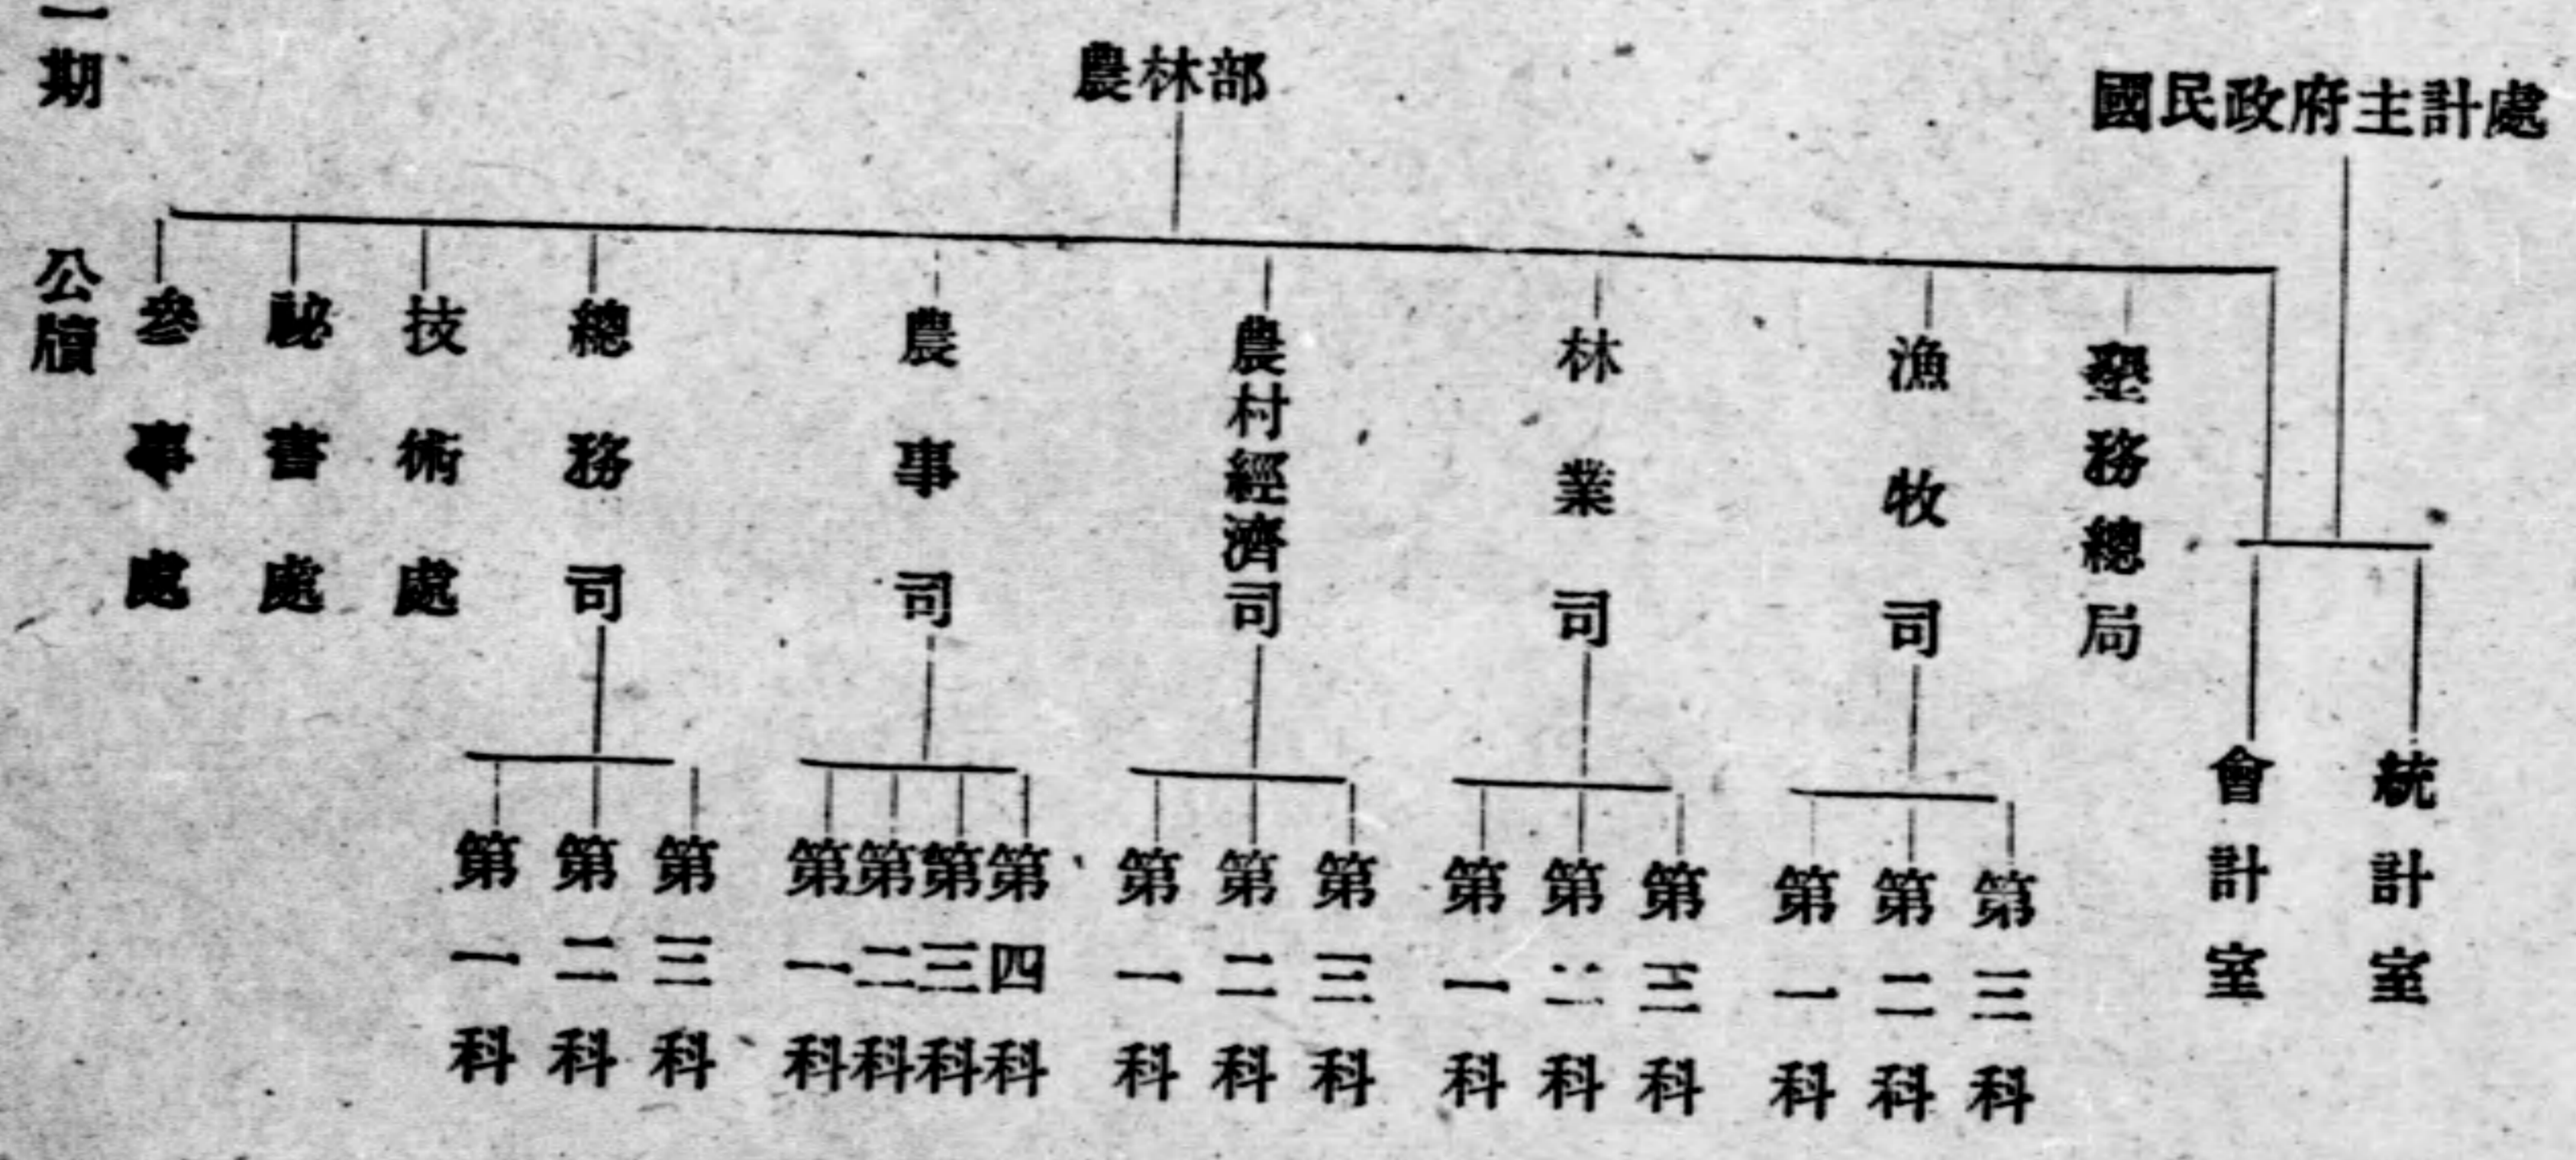 期
公牘
農林部
國民政府主計處
參事處
祕書處
技術處
總務司
農事司
農村經濟司
林業司
漁牧司
墾務總局
第一科
第二科
第三科
第一科
第二科
第三科
第四科
第一科
第二科
第三科
第一科
第二科
第三科
第一科
第二科
第三科
會計室
統計室